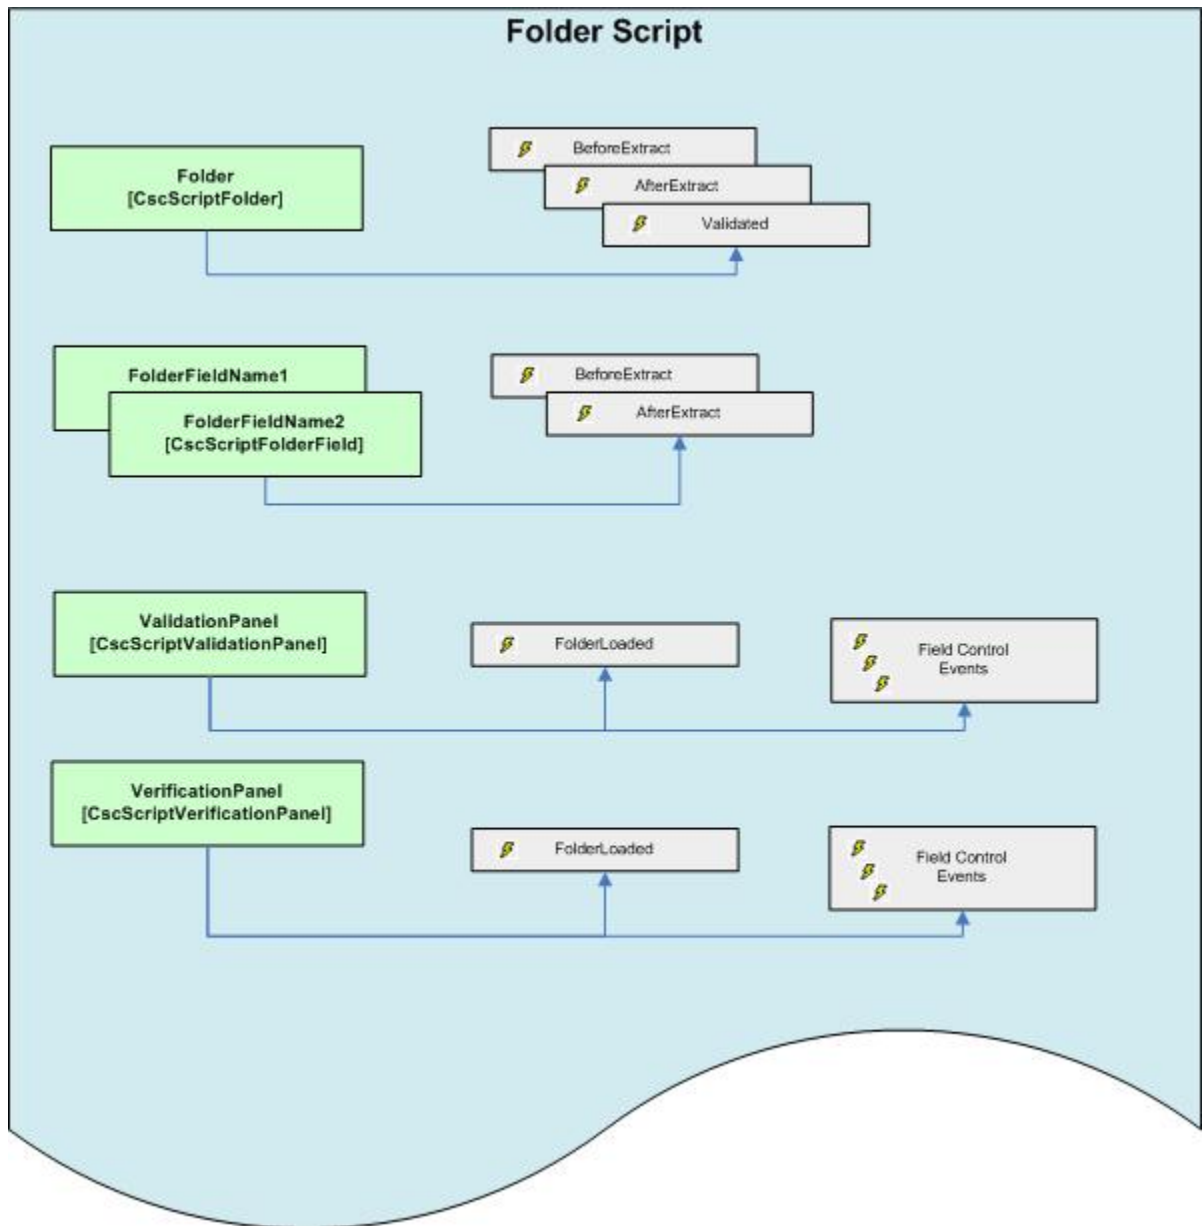 Folder Script
Folder
[CscScriptFolder]
BeforeExtract
AfterExtract
Validated
FolderFieldName1
FolderFieldName2
[CscScriptFolderField]
BeforeExtract
AfterExtract
ValidationPanel
[CscScriptValidationPanel]
FolderLoaded
Field Control
Events
VerificationPanel
[CscScriptVerificationPanel]
FolderLoaded
Field Control
Events